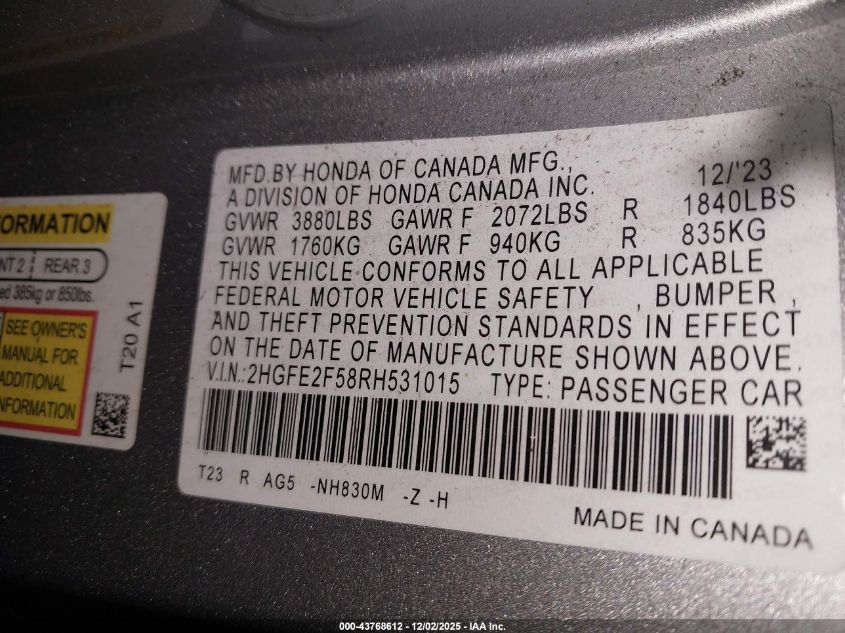 MFD.BY HONDA OF CANADA MFG., 12/'23
A DIVISION OF HONDA CANADA INC.
GVWR 3880LBS GAWR F 2072LBS R 1840LBS
GVWR 1760KG GAWR F 940KG R 835KG
THIS VEHICLE CONFORMS TO ALL APPLICABLE
FEDERAL MOTOR VEHICLE SAFETY , BUMPER ,
AND THEFT PREVENTION STANDARDS IN EFFECT
ON THE DATE OF MANUFACTURE SHOWN ABOVE.
V.I.N.:2HGFE2F58RH531015 TYPE: PASSENGER CAR
T23 R AG5 -NH830M -Z -H
MADE IN CANADA
ORMATION
NT 2 REAR 3
ed 385kg or 850lbs.
SEE OWNER'S
MANUAL FOR
ADDITIONAL
NFORMATION
T20 A1
000-43768612 - 12/02/2025 - IAA Inc.